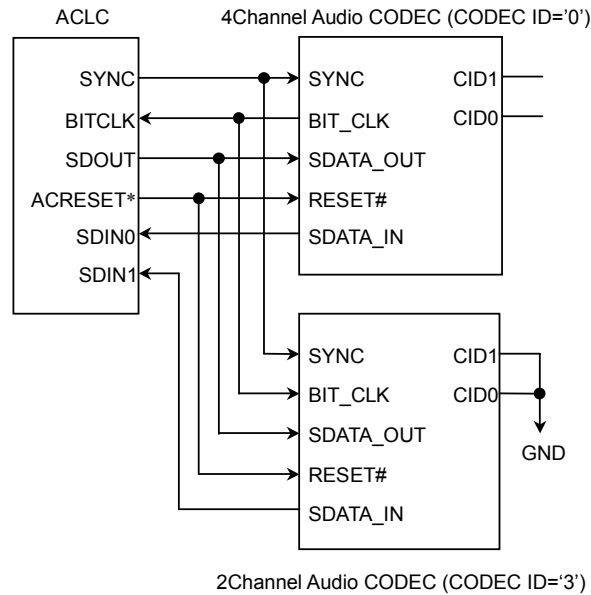 ACLC
4Channel Audio CODEC (CODEC ID='0')
SYNC
BITCLK
SDOUT
ACRESET*
SDIN0
SDIN1
SYNC CID1
BIT_CLK CID0
SDATA_OUT
RESET#
SDATA_IN
SYNC CID1
BIT_CLK CID0
SDATA_OUT
GND
RESET#
SDATA_IN
2Channel Audio CODEC (CODEC ID=‘3’)